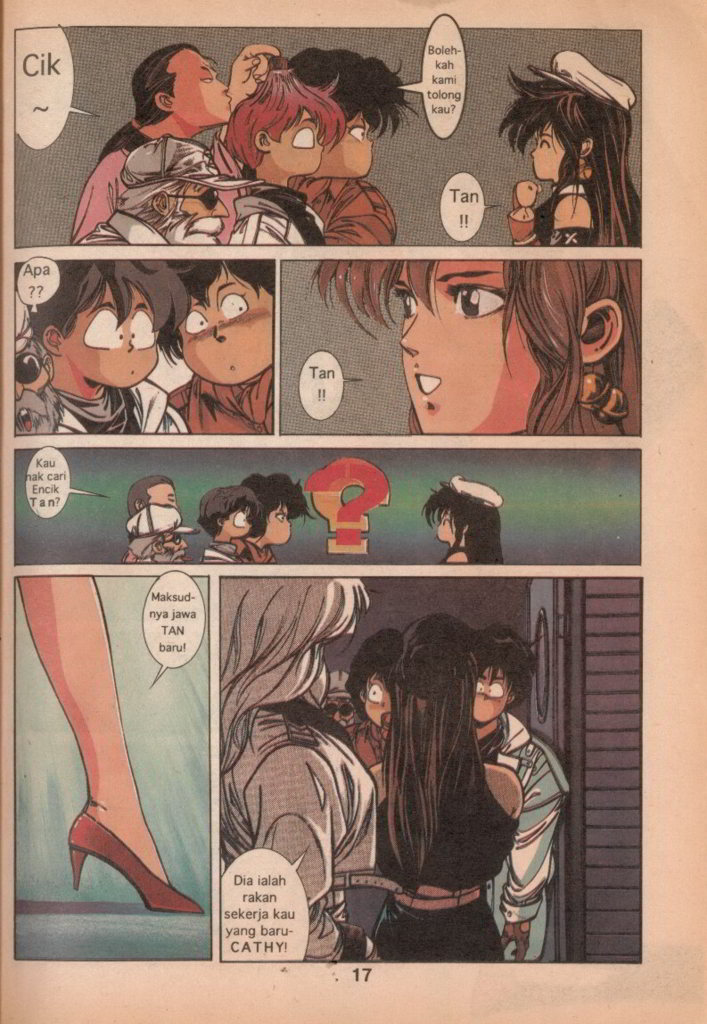 Cik
~
Boleh-
kah
kami
tolong
kau?
Tan
!!
Apa
??
Tan
!!
Kau
nak cari
Encik
Tan?
?
Maksud-
nya jawa
TAN
baru!
Dia ialah
rakan
sekerja kau
yang baru-
CATHY!
17